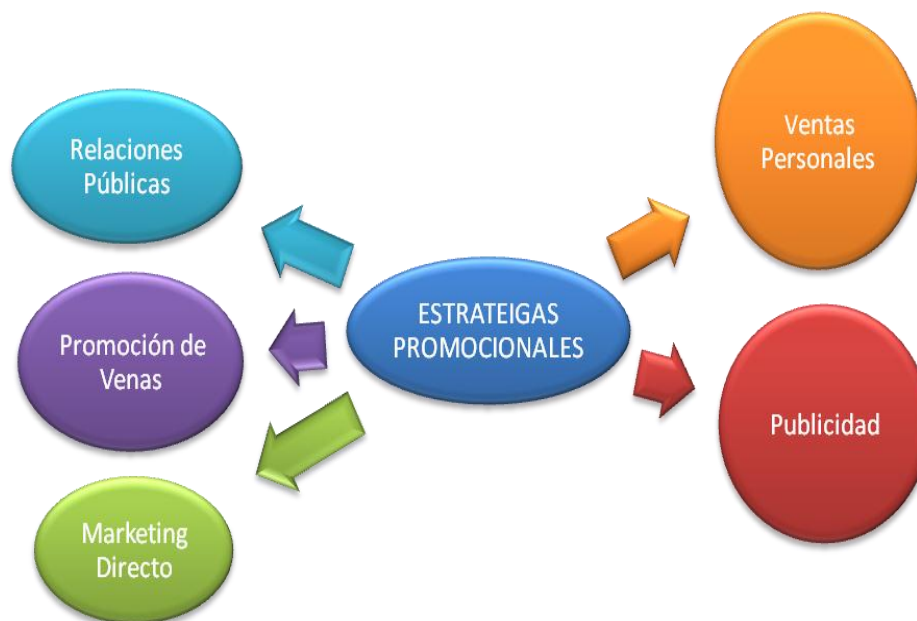 Relaciones
Públicas
Ventas
Personales
ESTRATEIGAS
PROMOCIONALES
Promoción de
Venas
Publicidad
Marketing
Directo